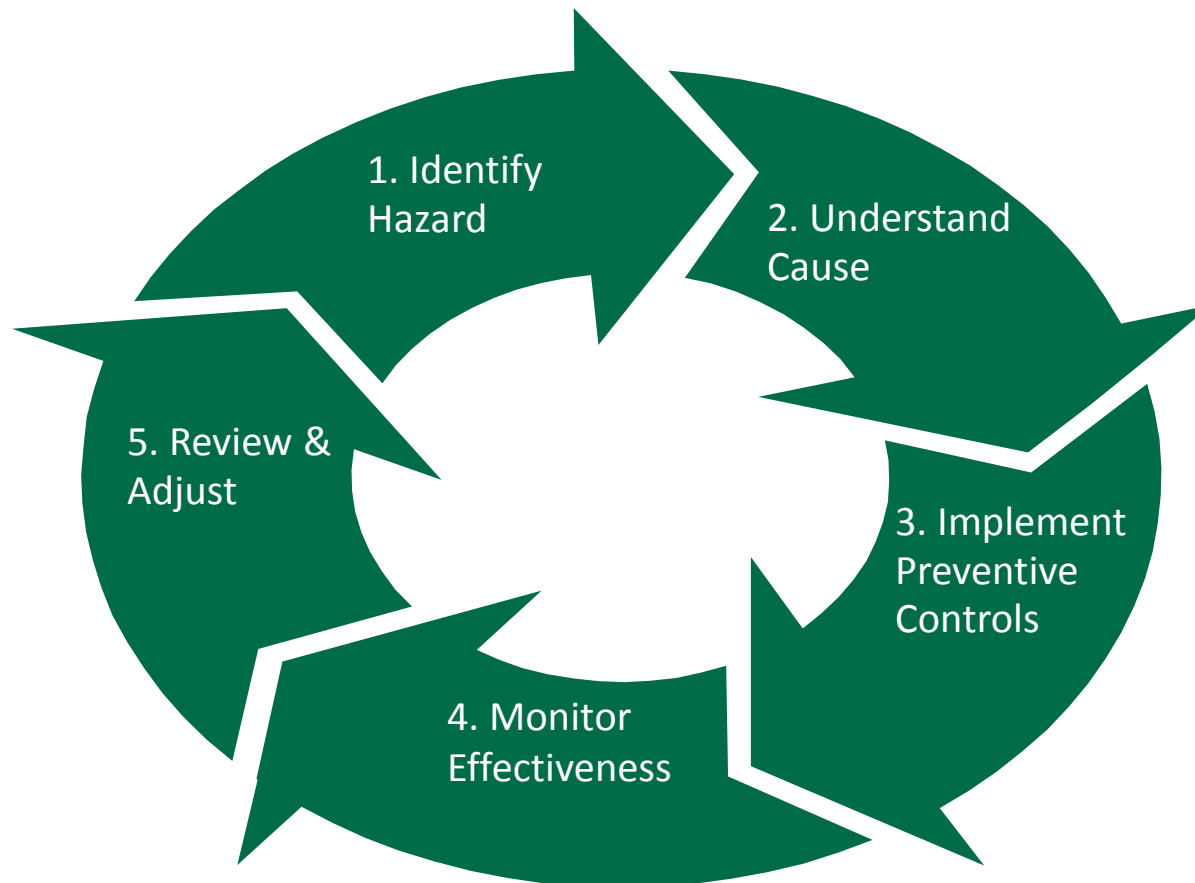 1. Identify
Hazard
2. Understand
Cause
3. Implement
Preventive
Controls
4. Monitor
Effectiveness
5. Review &
Adjust